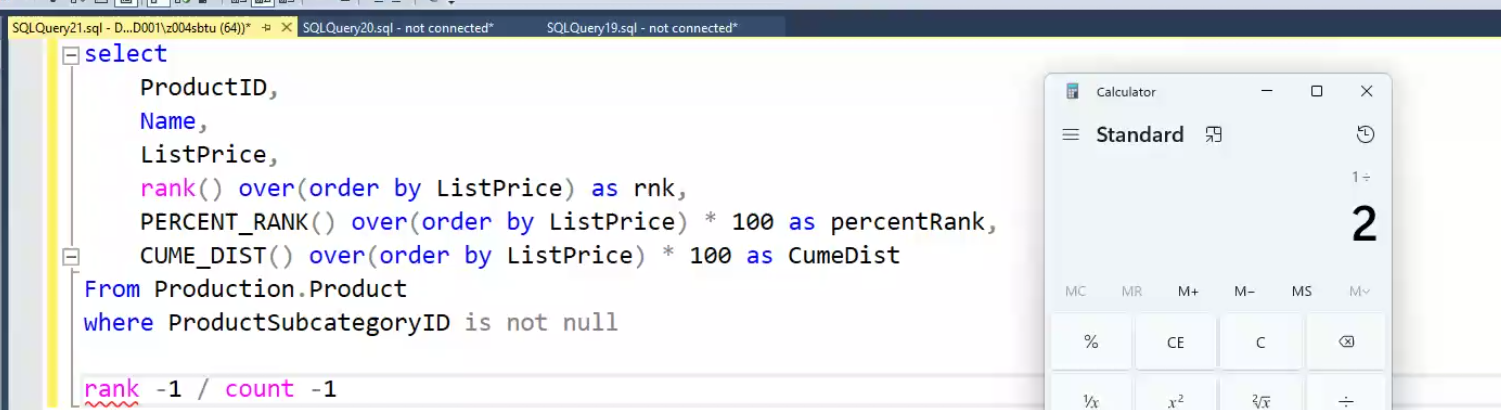 SQLQuery21.sql - D...D001\z004sbtu (64))* SQLQuery20.sql - not connected* SQLQuery19.sql - not connected*
select
ProductID,
Name,
ListPrice,
rank() over(order by ListPrice) as rnk,
PERCENT_RANK() over(order by ListPrice) * 100 as percentRank,
CUME_DIST() over(order by ListPrice) * 100 as CumeDist
From Production.Product
where ProductSubcategoryID is not null
rank -1 / count -1
Calculator
Standard
1 ÷
2
MC MR M+ M- MS M
% CE C
¹/x x² ²√x ÷